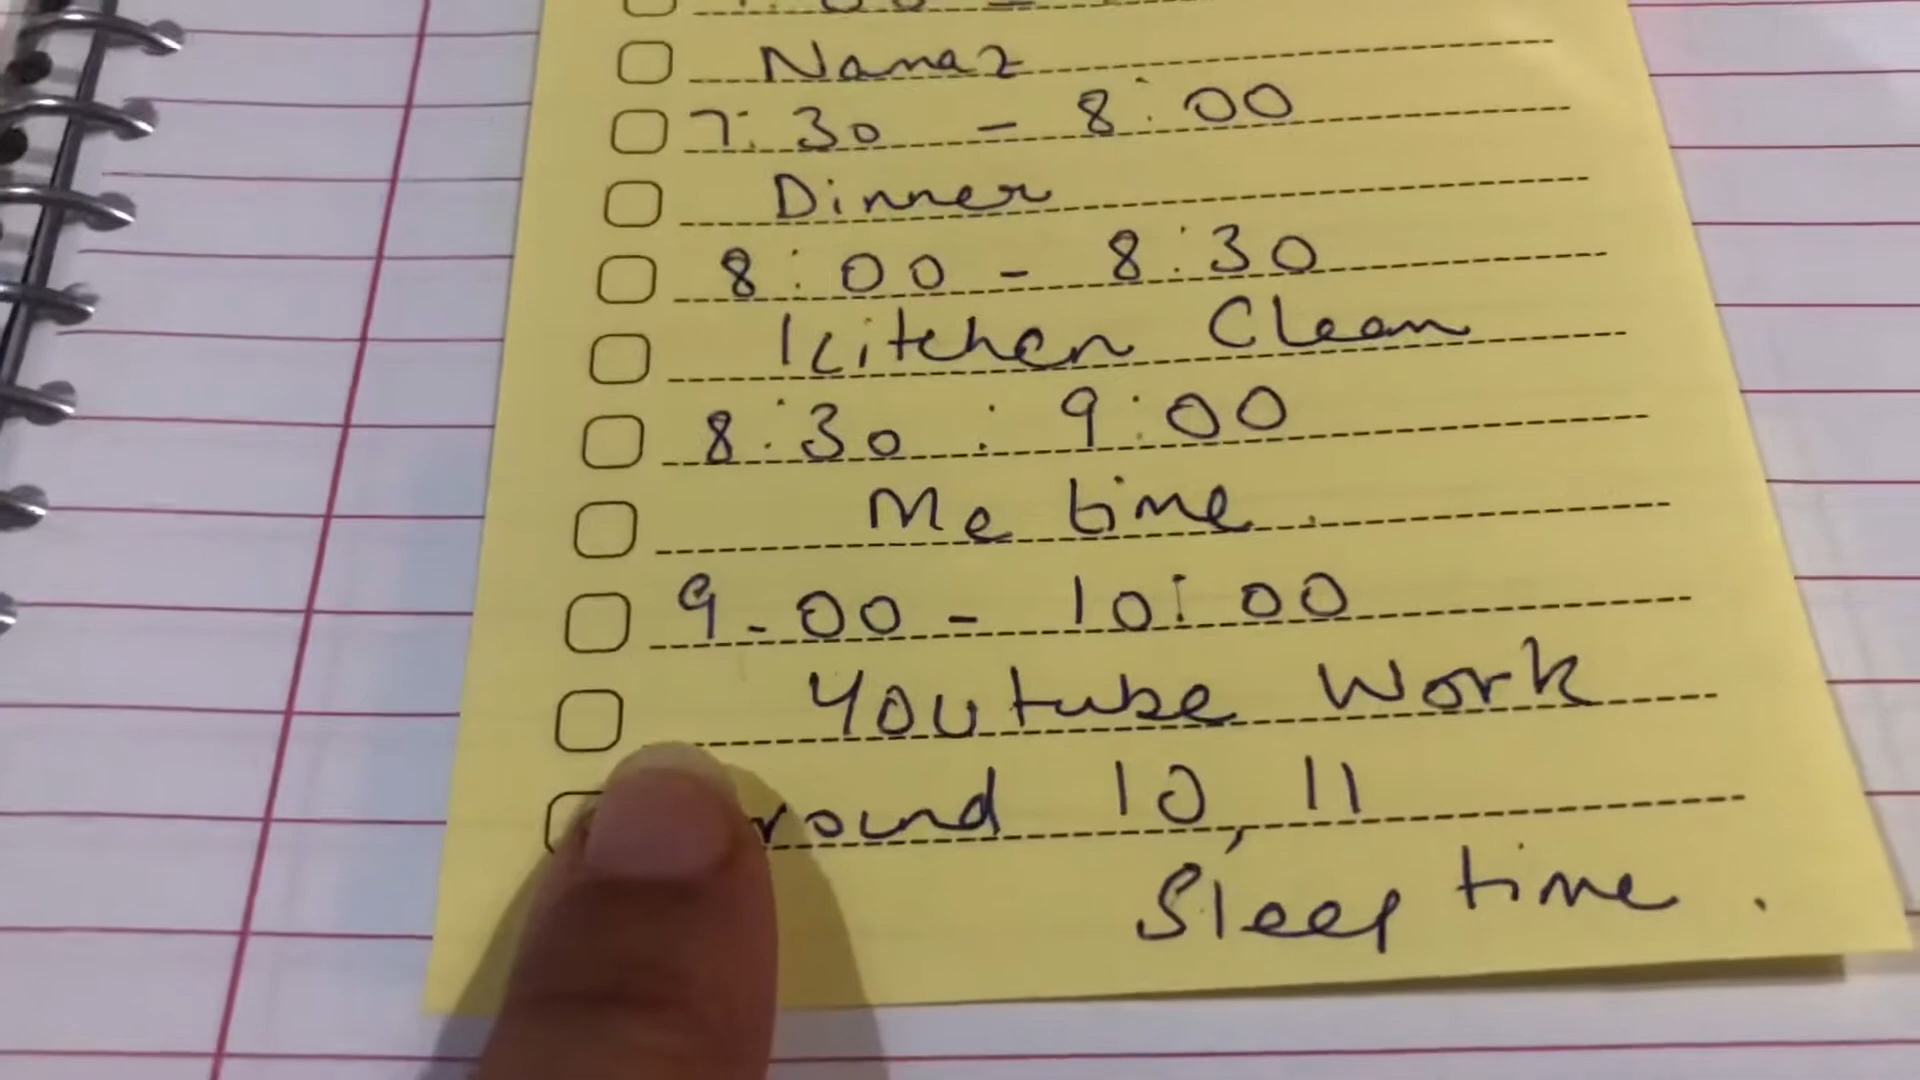 Namaz
7:30 - 8:00
Dinner
8:00 - 8:30
Kitchen Clean
8:30 : 9:00
Me time.
9-00 - 10:00
Youtube Work
round 10, 11
Sleep time.